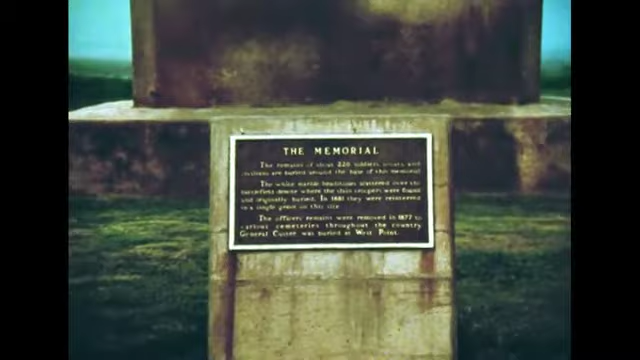 THE MEMORIAL
The remains of about 220 soldiers, scouts, and
civilians are buried around the base of this memorial.
The white marble headstones scattered over the
battlefield denote where the slain troopers were found
and originally buried. In 1881 they were reinterred
in a single grave on this site.
The officers' remains were removed in 1877 to
various cemeteries throughout the country.
General Custer was buried at West Point.